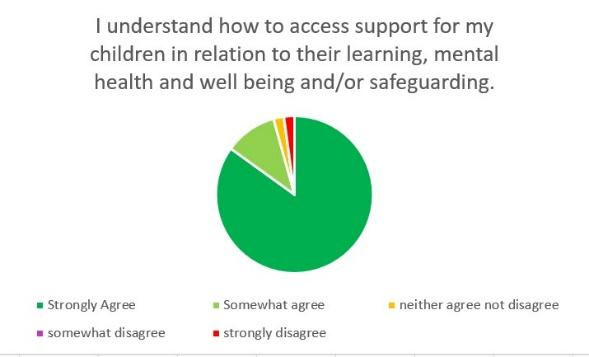 I understand how to access support for my
children in relation to their learning, mental
health and well being and/or safeguarding.
Strongly Agree
Somewhat agree
neither agree not disagree
somewhat disagree
strongly disagree